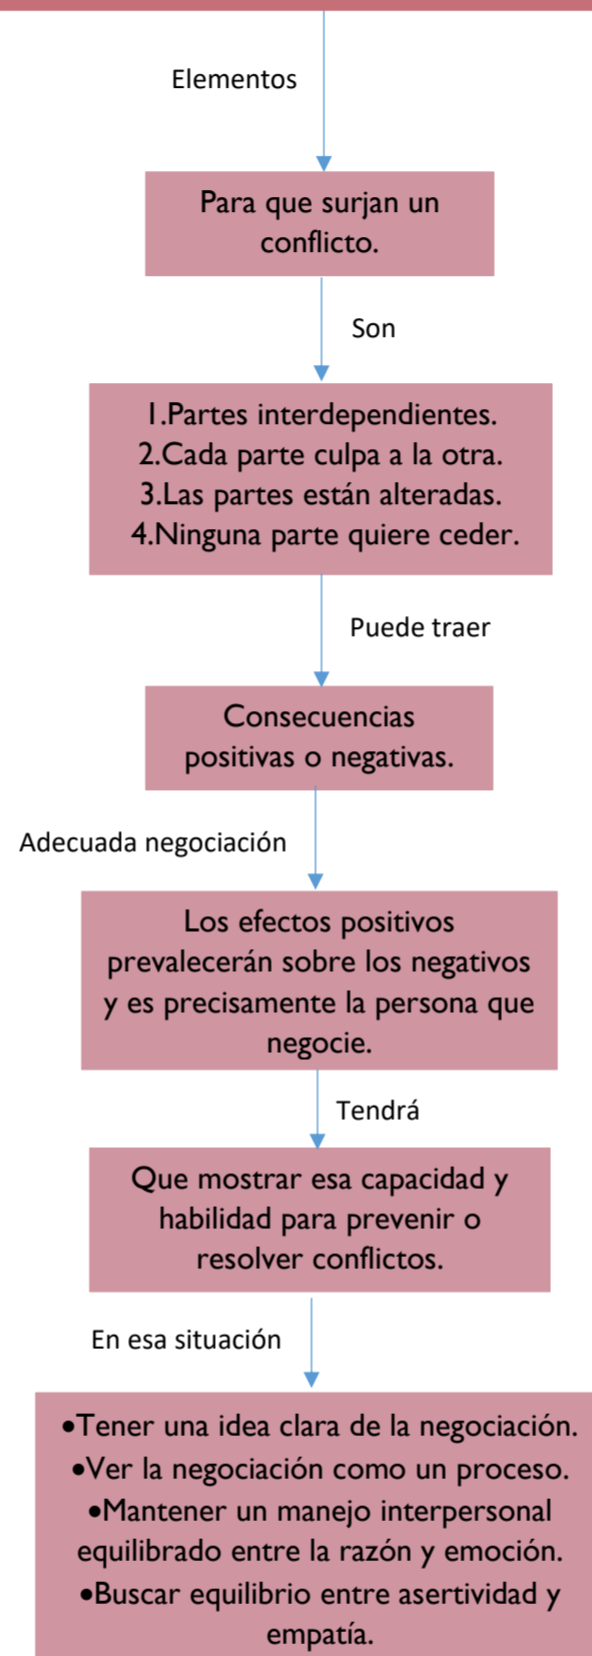 Elementos
Para que surjan un
conflicto.
Son
1.Partes interdependientes.
2.Cada parte culpa a la otra.
3.Las partes están alteradas.
4.Ninguna parte quiere ceder.
Puede traer
Consecuencias
positivas o negativas.
Adecuada negociación
Los efectos positivos
prevalecerán sobre los negativos
y es precisamente la persona que
negocie.
Tendrá
Que mostrar esa capacidad y
habilidad para prevenir o
resolver conflictos.
En esa situación
•Tener una idea clara de la negociación.
•Ver la negociación como un proceso.
•Mantener un manejo interpersonal
equilibrado entre la razón y emoción.
•Buscar equilibrio entre asertividad y
empatía.